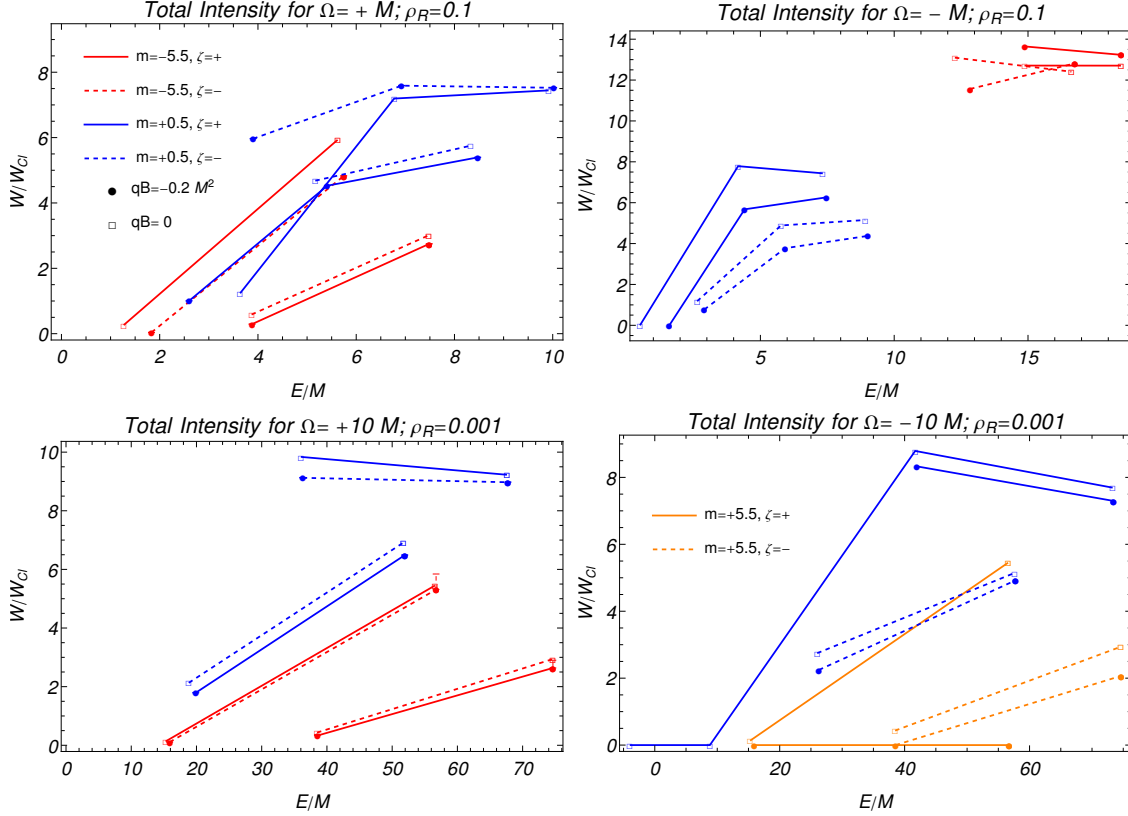 Total Intensity for Ω= + M; ρR=0.1
W/WCl
8
6
4
2
0
m=−5.5, ζ=+
m=−5.5, ζ=−
m=+0.5, ζ=+
m=+0.5, ζ=−
qB=−0.2 M²
qB= 0
0 2 4 6 8 10
E/M
Total Intensity for Ω= − M; ρR=0.1
W/WCl
14
12
10
8
6
4
2
0
5 10 15
E/M
Total Intensity for Ω= +10 M; ρR=0.001
W/WCl
10
8
6
4
2
0
0 10 20 30 40 50 60 70
E/M
Total Intensity for Ω= −10 M; ρR=0.001
W/WCl
8
6
4
2
0
m=+5.5, ζ=+
m=+5.5, ζ=−
0 20 40 60
E/M